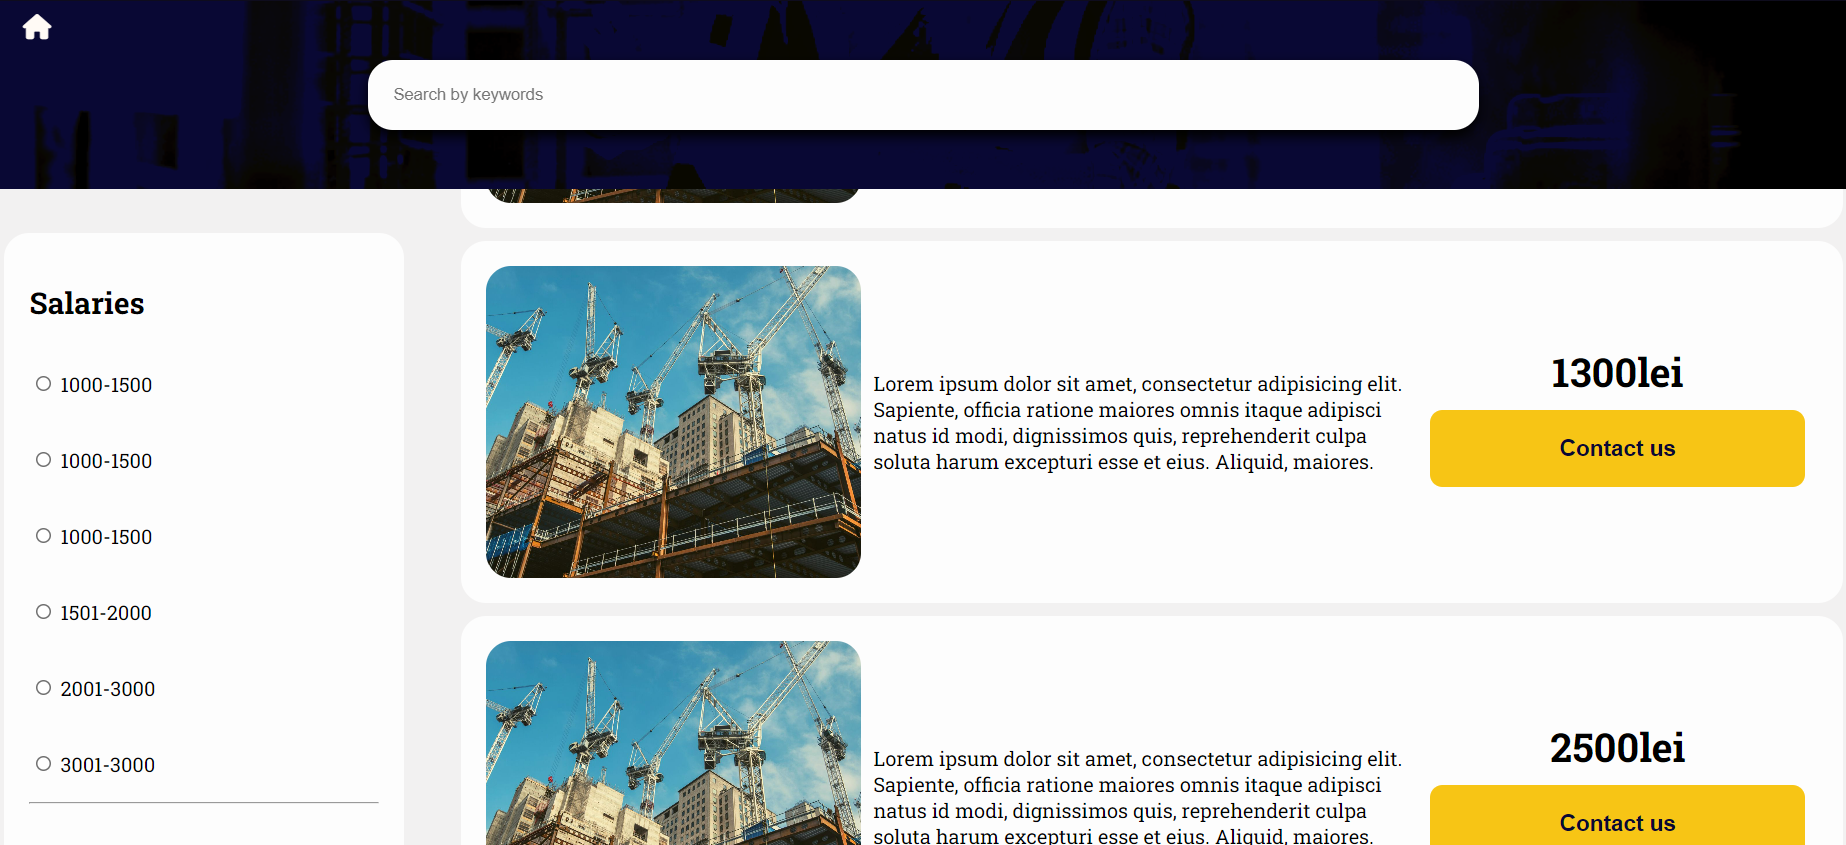 Search by keywords
Salaries
1000-1500
1000-1500
1000-1500
1501-2000
2001-3000
3001-3000
Lorem ipsum dolor sit amet, consectetur adipisicing elit.
Sapiente, officia ratione maiores omnis itaque adipisci
natus id modi, dignissimos quis, reprehenderit culpa
soluta harum excepturi esse et eius. Aliquid, maiores.
1300lei
Contact us
Lorem ipsum dolor sit amet, consectetur adipisicing elit.
Sapiente, officia ratione maiores omnis itaque adipisci
natus id modi, dignissimos quis, reprehenderit culpa
soluta harum excepturi esse et eius. Aliquid, maiores.
2500lei
Contact us